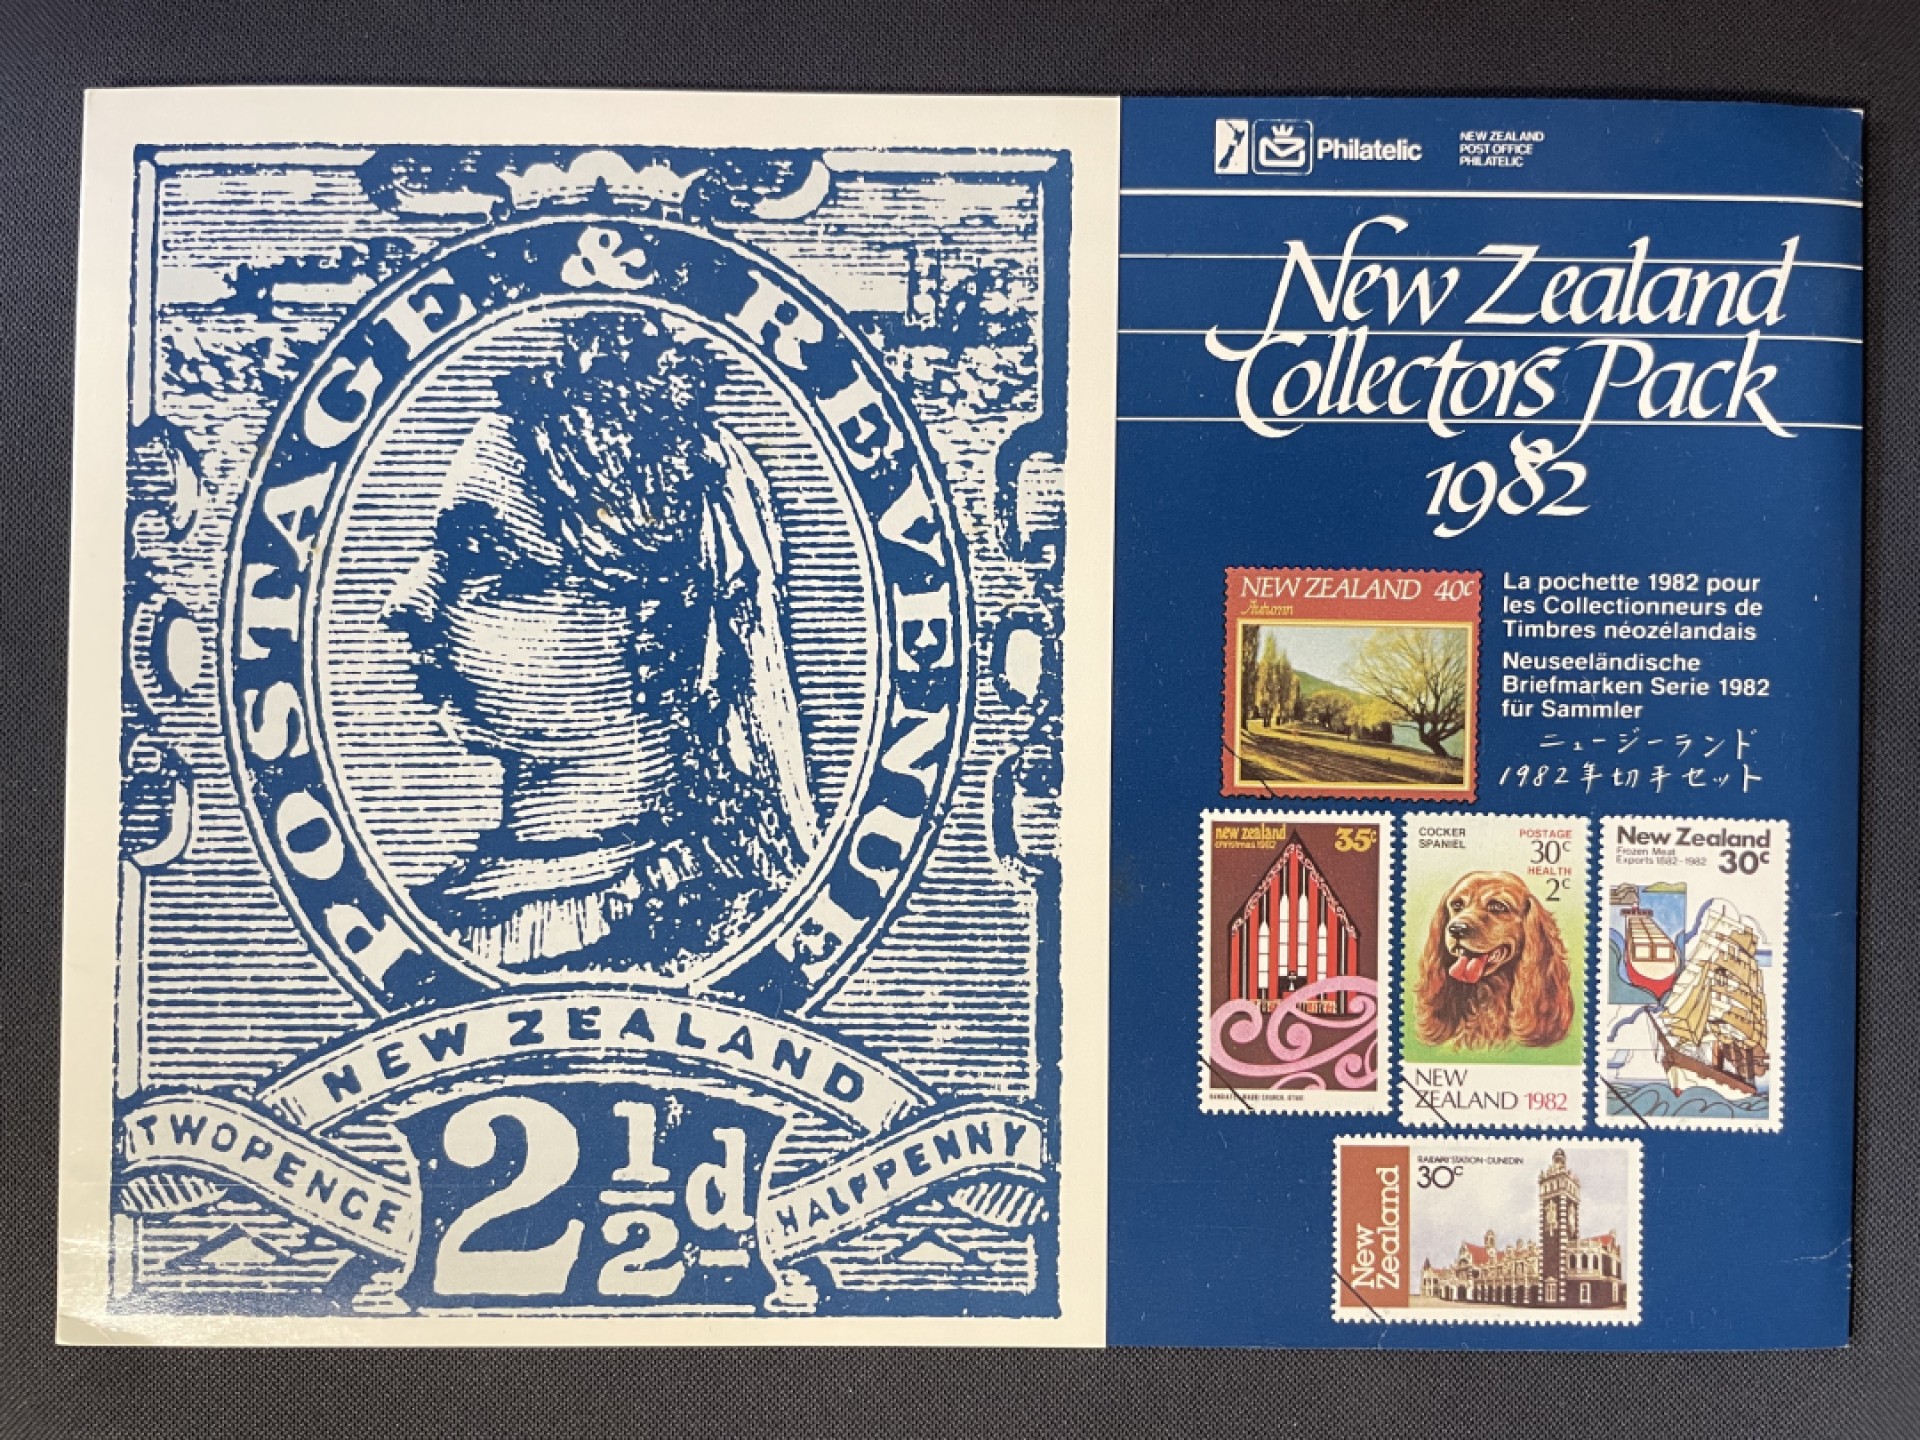 POSTAGE & REVENUE
NEW ZEALAND
TWOPENCE
2½d
HALFPENNY
Philatelic
NEW ZEALAND
POST OFFICE
PHILATELIC
New Zealand
Collectors Pack
1982
NEW ZEALAND 40c
Autumn
La pochette 1982 pour
les Collectionneurs de
Timbres néozélandais
Neuseeländische
Briefmarken Serie 1982
für Sammler
ニュージーランド
1982年切手セット
new zealand 35c
christmas 1982
COCKER
SPANIEL
POSTAGE
30c
HEALTH
2c
NEW
ZEALAND 1982
New Zealand
Frozen Meat
Exports 1882-1982
30c
RAILWAY STATION-DUNEDIN
30c
New
Zealand